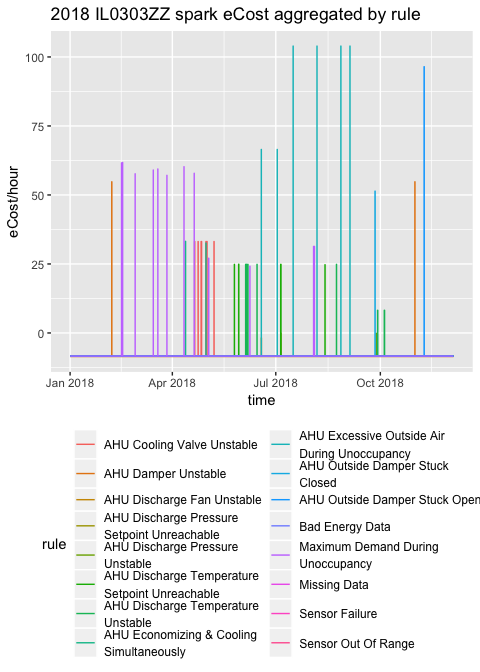 2018 IL0303ZZ spark eCost aggregated by rule
eCost/hour
100
75
50
25
0
Jan 2018
Apr 2018
Jul 2018
Oct 2018
time
rule
AHU Cooling Valve Unstable
AHU Damper Unstable
AHU Discharge Fan Unstable
AHU Discharge Pressure
Setpoint Unreachable
AHU Discharge Pressure
Unstable
AHU Discharge Temperature
Setpoint Unreachable
AHU Discharge Temperature
Unstable
AHU Economizing & Cooling
Simultaneously
AHU Excessive Outside Air
During Unoccupancy
AHU Outside Damper Stuck
Closed
AHU Outside Damper Stuck Open
Bad Energy Data
Maximum Demand During
Unoccupancy
Missing Data
Sensor Failure
Sensor Out Of Range